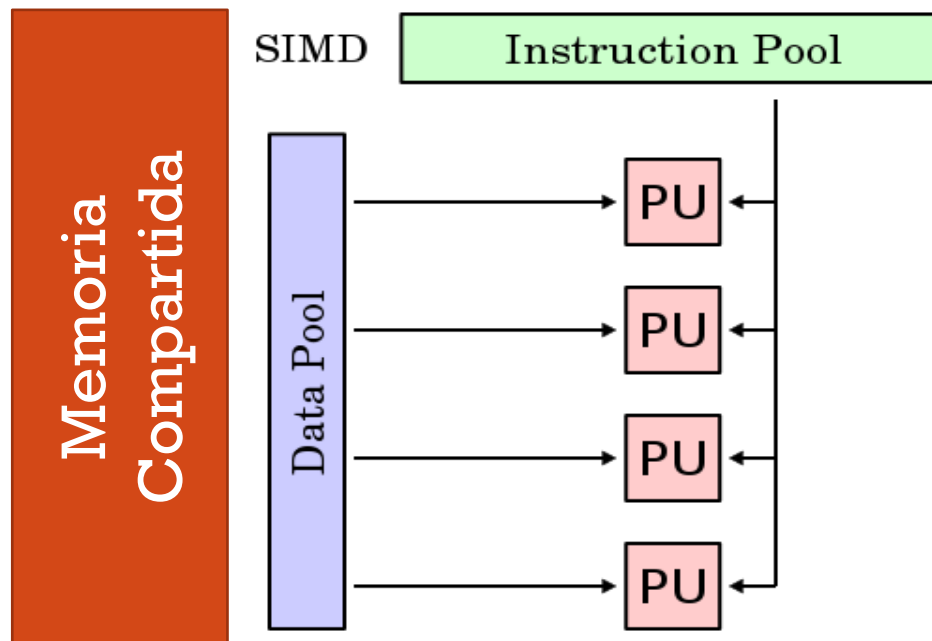 Memoria
Compartida
SIMD
Instruction Pool
Data Pool
PU
PU
PU
PU